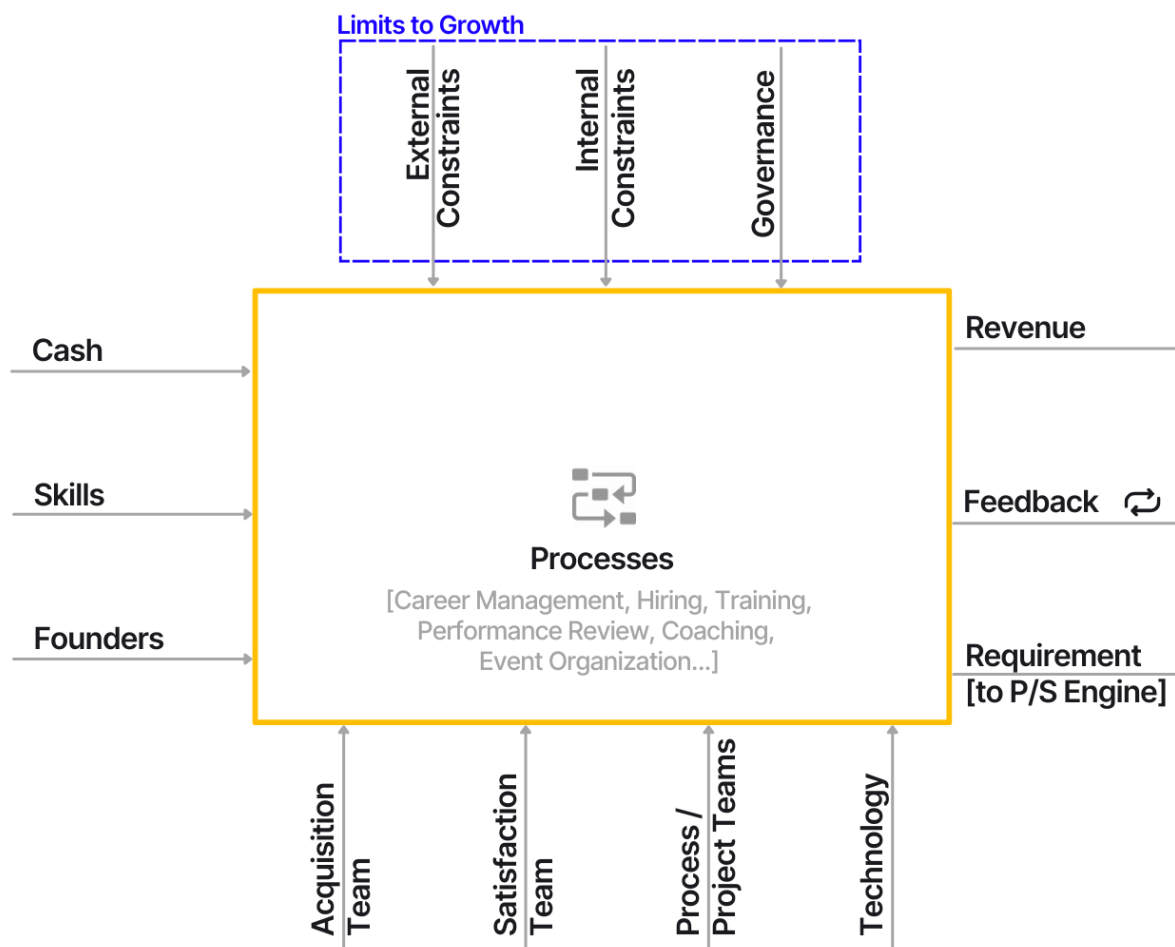 Limits to Growth
External
Constraints
Internal
Constraints
Governance
Cash
Skills
Founders
Processes
[Career Management, Hiring, Training,
Performance Review, Coaching,
Event Organization...]
Revenue
Feedback
Requirement
[to P/S Engine]
Acquisition
Team
Satisfaction
Team
Process /
Project Teams
Technology